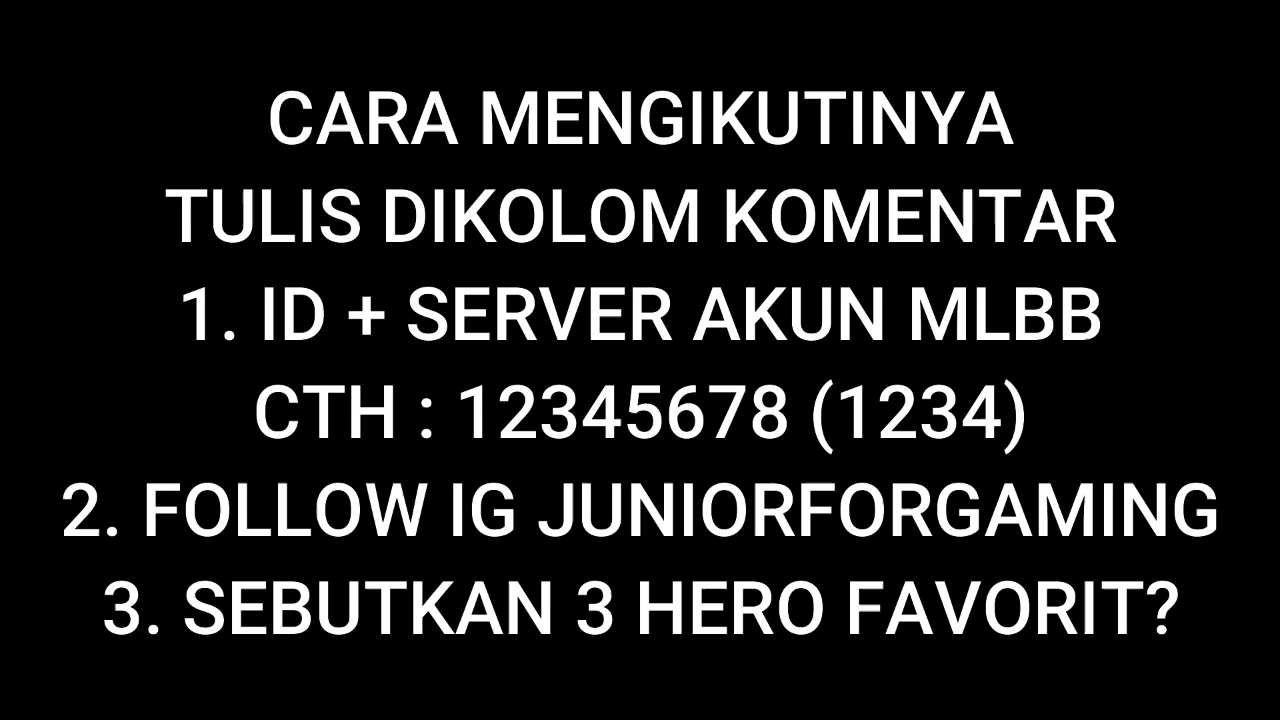 CARA MENGIKUTINYA
TULIS DIKOLOM KOMENTAR
1. ID + SERVER AKUN MLBB
CTH : 12345678 (1234)
2. FOLLOW IG JUNIORFORGAMING
3. SEBUTKAN 3 HERO FAVORIT?